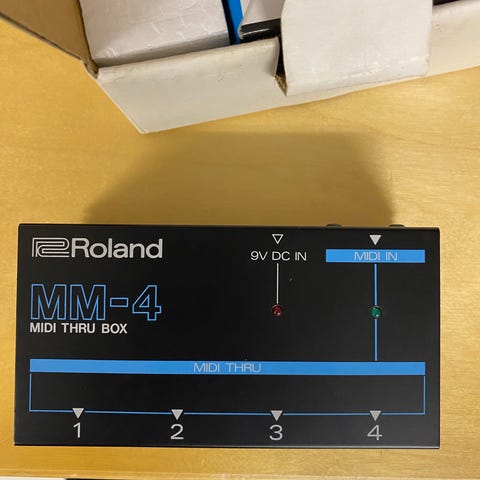 Roland
9V DC IN
MIDI IN
MM-4
MIDI THRU BOX
MIDI THRU
1 2 3 4